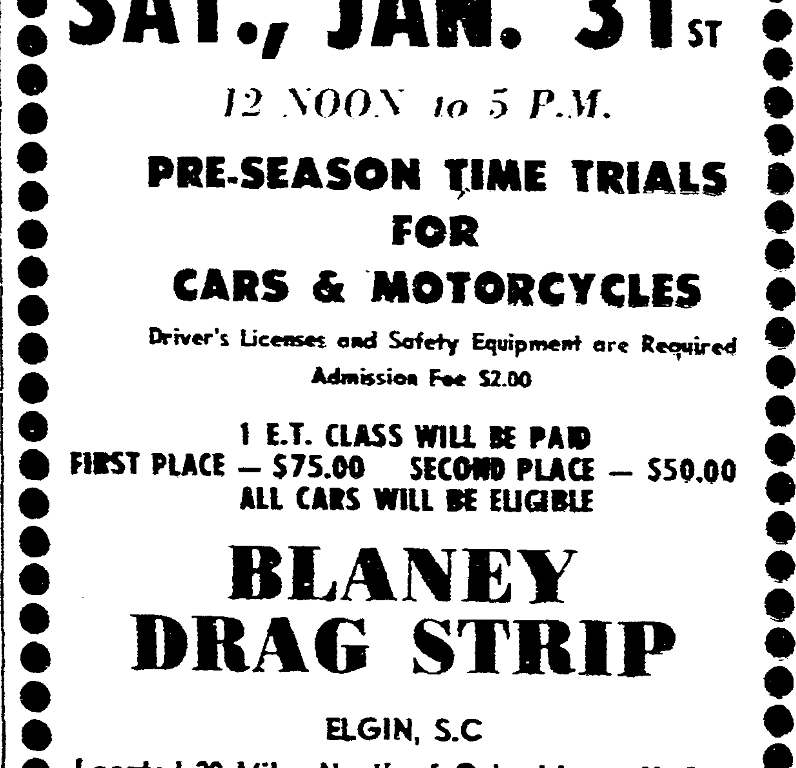 SAT., JAN. 31ST
12 NOON to 5 P.M.
PRE-SEASON TIME TRIALS
FOR
CARS & MOTORCYCLES
Driver's Licenses and Safety Equipment are Required
Admission Fee $2.00
1 E.T. CLASS WILL BE PAID
FIRST PLACE — $75.00 SECOND PLACE — $50.00
ALL CARS WILL BE ELIGIBLE
BLANEY
DRAG STRIP
ELGIN, S.C